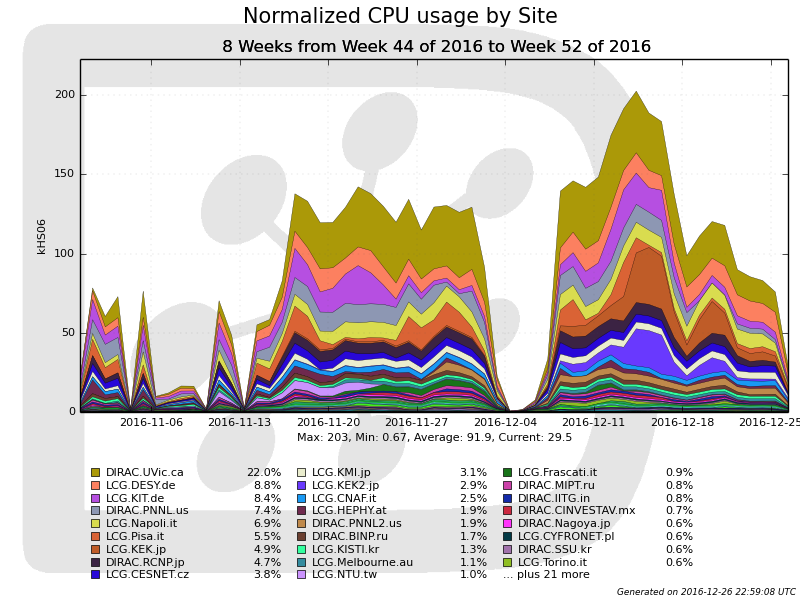 Normalized CPU usage by Site
8 Weeks from Week 44 of 2016 to Week 52 of 2016
kHS06
200
150
100
50
0
2016-11-06 2016-11-13 2016-11-20 2016-11-27 2016-12-04 2016-12-11 2016-12-18 2016-12-25
Max: 203, Min: 0.67, Average: 91.9, Current: 29.5
DIRAC.UVic.ca 22.0% LCG.KMI.jp 3.1% LCG.Frascati.it 0.9%
LCG.DESY.de 8.8% LCG.KEK2.jp 2.9% DIRAC.MIPT.ru 0.8%
LCG.KIT.de 8.4% LCG.CNAF.it 2.5% DIRAC.IITG.in 0.8%
DIRAC.PNNL.us 7.4% LCG.HEPHY.at 1.9% DIRAC.CINVESTAV.mx 0.7%
LCG.Napoli.it 6.9% DIRAC.PNNL2.us 1.9% DIRAC.Nagoya.jp 0.6%
LCG.Pisa.it 5.5% DIRAC.BINP.ru 1.7% LCG.CYFRONET.pl 0.6%
LCG.KEK.jp 4.9% LCG.KISTI.kr 1.3% DIRAC.SSU.kr 0.6%
DIRAC.RCNP.jp 4.7% LCG.Melbourne.au 1.1% LCG.Torino.it 0.6%
LCG.CESNET.cz 3.8% LCG.NTU.tw 1.0% ... plus 21 more
Generated on 2016-12-26 22:59:08 UTC